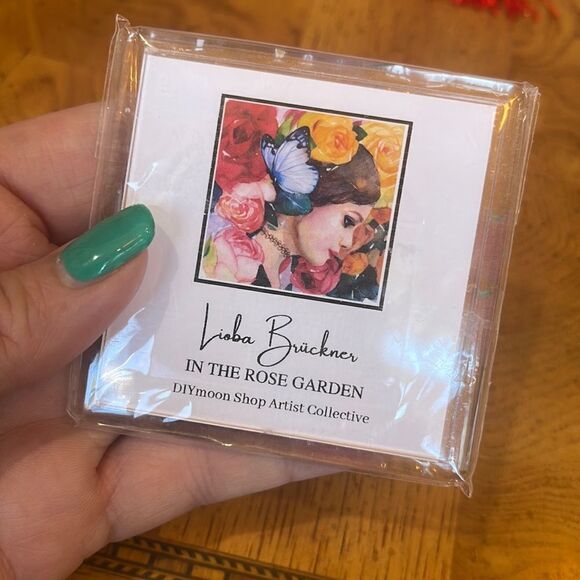 Lioba Brückner
IN THE ROSE GARDEN
DIYmoon Shop Artist Collective